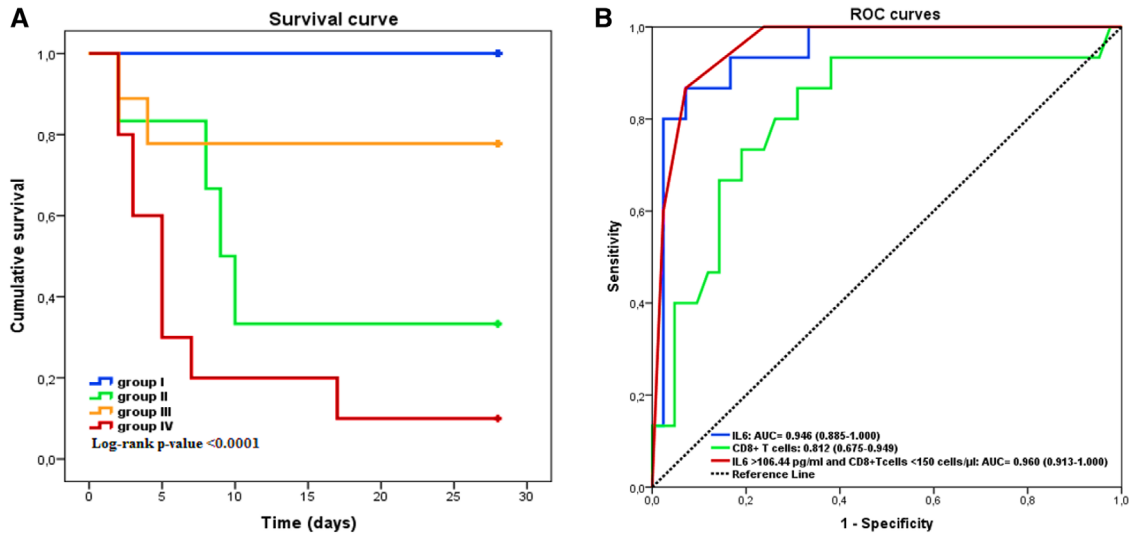 A
Survival curve
Cumulative survival
1,0
0,8
0,6
0,4
0,2
0,0
group I
group II
group III
group IV
Log-rank p-value <0.0001
0 5 10 15 20 25 30
Time (days)
B
ROC curves
Sensitivity
1,0
0,8
0,6
0,4
0,2
0,0
IL6: AUC= 0.946 (0.885-1.000)
CD8+ T cells: 0.812 (0.675-0.949)
IL6 >106.44 pg/ml and CD8+Tcells <150 cells/µl: AUC= 0.960 (0.913-1.000)
Reference Line
0,0 0,2 0,4 0,6 0,8 1,0
1 - Specificity